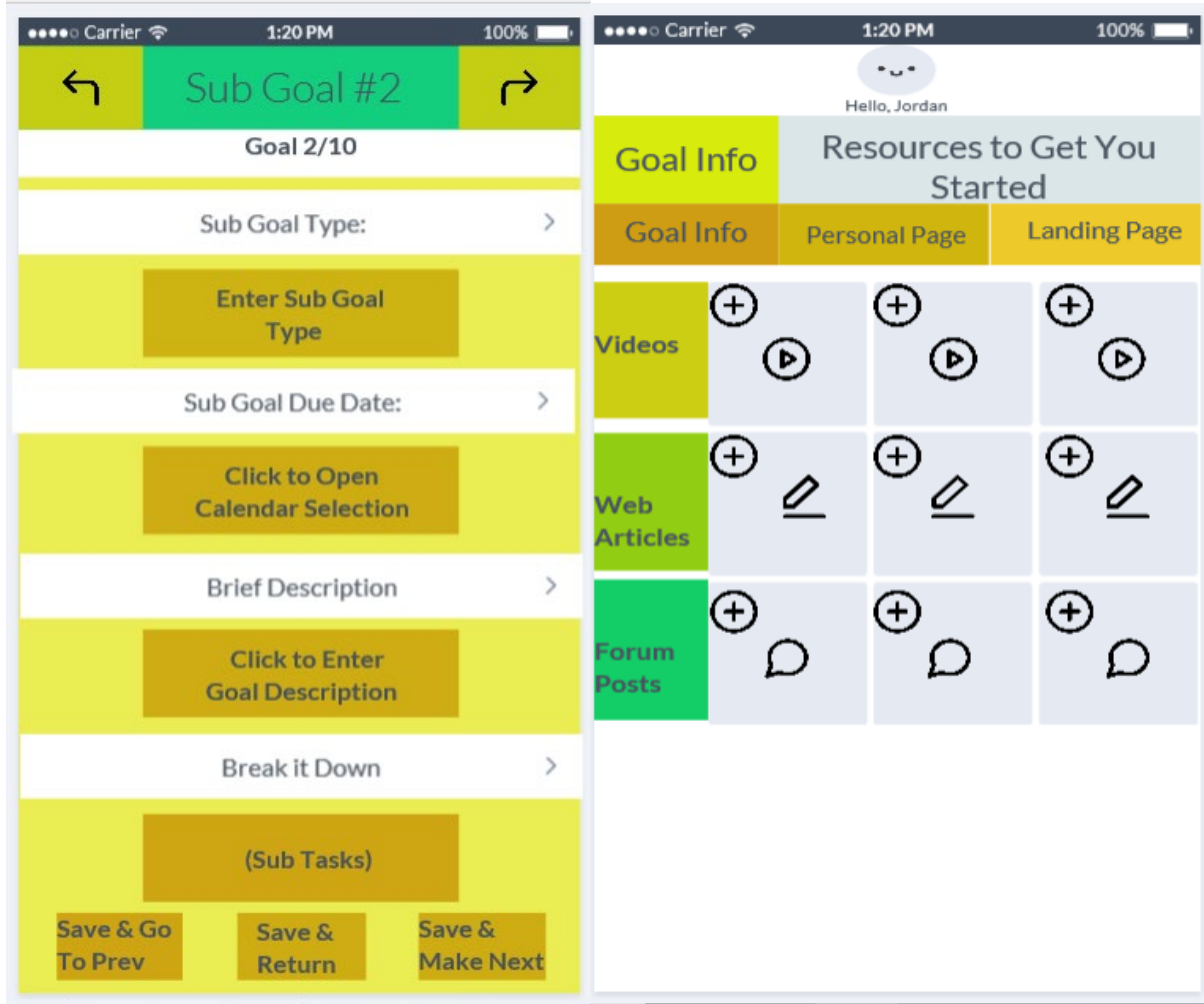 Carrier 1:20 PM 100%
Sub Goal #2
Goal 2/10
Sub Goal Type:
Enter Sub Goal
Type
Sub Goal Due Date:
Click to Open
Calendar Selection
Brief Description
Click to Enter
Goal Description
Break it Down
(Sub Tasks)
Save & Go
To Prev
Save &
Return
Save &
Make Next
Carrier 1:20 PM 100%
Hello, Jordan
Goal Info
Resources to Get You
Started
Goal Info Personal Page Landing Page
Videos
Web
Articles
Forum
Posts